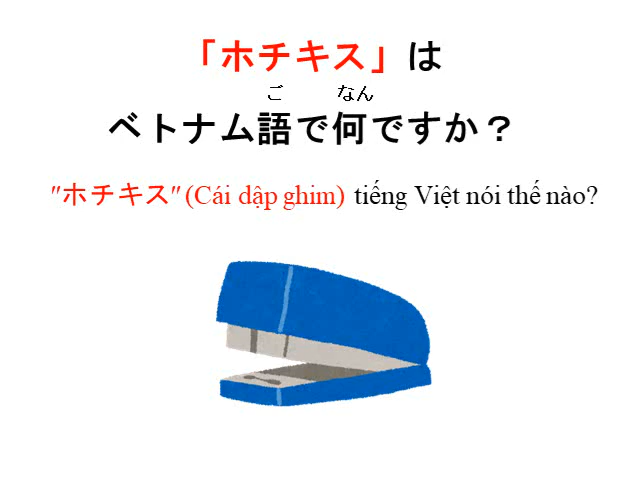 「ホチキス」は
ご なん
ベトナム語で何ですか？
"ホチキス" (Cái dập ghim) tiếng Việt nói thế nào?